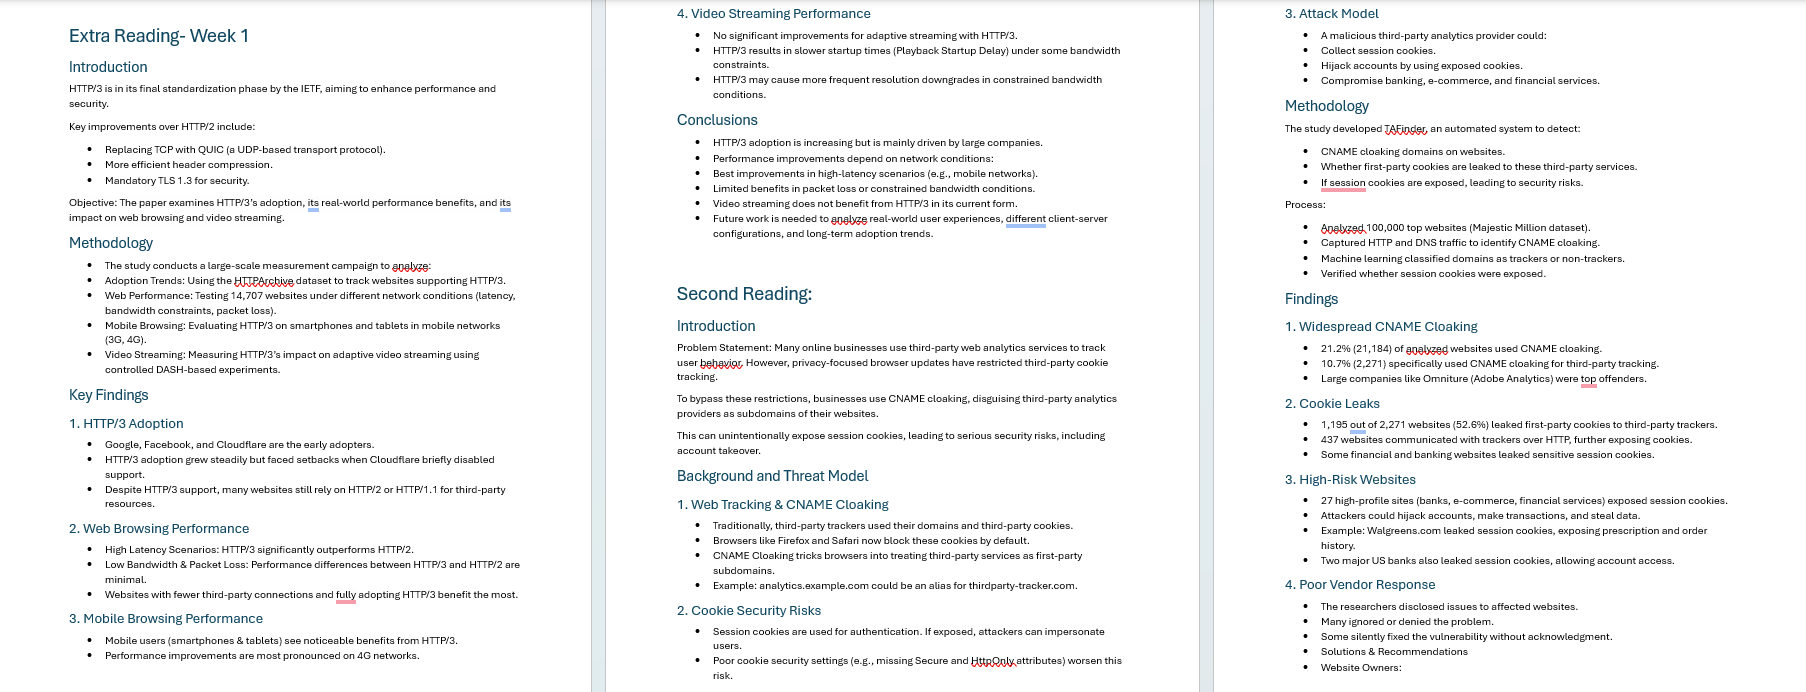 Extra Reading- Week 1
Introduction
HTTP/3 is in its final standardization phase by the IETF, aiming to enhance performance and
security.
Key improvements over HTTP/2 include:
• Replacing TCP with QUIC (a UDP-based transport protocol).
• More efficient header compression.
• Mandatory TLS 1.3 for security.
Objective: The paper examines HTTP/3's adoption, its real-world performance benefits, and its
impact on web browsing and video streaming.
Methodology
• The study conducts a large-scale measurement campaign to analyze:
• Adoption Trends: Using the HTTPArchive dataset to track websites supporting HTTP/3.
• Web Performance: Testing 14,707 websites under different network conditions (latency,
bandwidth constraints, packet loss).
• Mobile Browsing: Evaluating HTTP/3 on smartphones and tablets in mobile networks
(3G, 4G).
• Video Streaming: Measuring HTTP/3's impact on adaptive video streaming using
controlled DASH-based experiments.
Key Findings
1. HTTP/3 Adoption
• Google, Facebook, and Cloudflare are the early adopters.
• HTTP/3 adoption grew steadily but faced setbacks when Cloudflare briefly disabled
support.
• Despite HTTP/3 support, many websites still rely on HTTP/2 or HTTP/1.1 for third-party
resources.
2. Web Browsing Performance
• High Latency Scenarios: HTTP/3 significantly outperforms HTTP/2.
• Low Bandwidth & Packet Loss: Performance differences between HTTP/3 and HTTP/2 are
minimal.
• Websites with fewer third-party connections and fully adopting HTTP/3 benefit the most.
3. Mobile Browsing Performance
• Mobile users (smartphones & tablets) see noticeable benefits from HTTP/3.
• Performance improvements are most pronounced on 4G networks.
4. Video Streaming Performance
• No significant improvements for adaptive streaming with HTTP/3.
• HTTP/3 results in slower startup times (Playback Startup Delay) under some bandwidth
constraints.
• HTTP/3 may cause more frequent resolution downgrades in constrained bandwidth
conditions.
Conclusions
• HTTP/3 adoption is increasing but is mainly driven by large companies.
• Performance improvements depend on network conditions:
• Best improvements in high-latency scenarios (e.g., mobile networks).
• Limited benefits in packet loss or constrained bandwidth conditions.
• Video streaming does not benefit from HTTP/3 in its current form.
• Future work is needed to analyze real-world user experiences, different client-server
configurations, and long-term adoption trends.
Second Reading:
Introduction
Problem Statement: Many online businesses use third-party web analytics services to track
user behavior. However, privacy-focused browser updates have restricted third-party cookie
tracking.
To bypass these restrictions, businesses use CNAME cloaking, disguising third-party analytics
providers as subdomains of their websites.
This can unintentionally expose session cookies, leading to serious security risks, including
account takeover.
Background and Threat Model
1. Web Tracking & CNAME Cloaking
• Traditionally, third-party trackers used their domains and third-party cookies.
• Browsers like Firefox and Safari now block these cookies by default.
• CNAME Cloaking tricks browsers into treating third-party services as first-party
subdomains.
• Example: analytics.example.com could be an alias for thirdparty-tracker.com.
2. Cookie Security Risks
• Session cookies are used for authentication. If exposed, attackers can impersonate
users.
• Poor cookie security settings (e.g., missing Secure and HttpOnly attributes) worsen this
risk.
3. Attack Model
• A malicious third-party analytics provider could:
• Collect session cookies.
• Hijack accounts by using exposed cookies.
• Compromise banking, e-commerce, and financial services.
Methodology
The study developed TAFinder, an automated system to detect:
• CNAME cloaking domains on websites.
• Whether first-party cookies are leaked to these third-party services.
• If session cookies are exposed, leading to security risks.
Process:
• Analyzed 100,000 top websites (Majestic Million dataset).
• Captured HTTP and DNS traffic to identify CNAME cloaking.
• Machine learning classified domains as trackers or non-trackers.
• Verified whether session cookies were exposed.
Findings
1. Widespread CNAME Cloaking
• 21.2% (21,184) of analyzed websites used CNAME cloaking.
• 10.7% (2,271) specifically used CNAME cloaking for third-party tracking.
• Large companies like Omniture (Adobe Analytics) were top offenders.
2. Cookie Leaks
• 1,195 out of 2,271 websites (52.6%) leaked first-party cookies to third-party trackers.
• 437 websites communicated with trackers over HTTP, further exposing cookies.
• Some financial and banking websites leaked sensitive session cookies.
3. High-Risk Websites
• 27 high-profile sites (banks, e-commerce, financial services) exposed session cookies.
• Attackers could hijack accounts, make transactions, and steal data.
• Example: Walgreens.com leaked session cookies, exposing prescription and order
history.
• Two major US banks also leaked session cookies, allowing account access.
4. Poor Vendor Response
• The researchers disclosed issues to affected websites.
• Many ignored or denied the problem.
• Some silently fixed the vulnerability without acknowledgment.
• Solutions & Recommendations
• Website Owners: